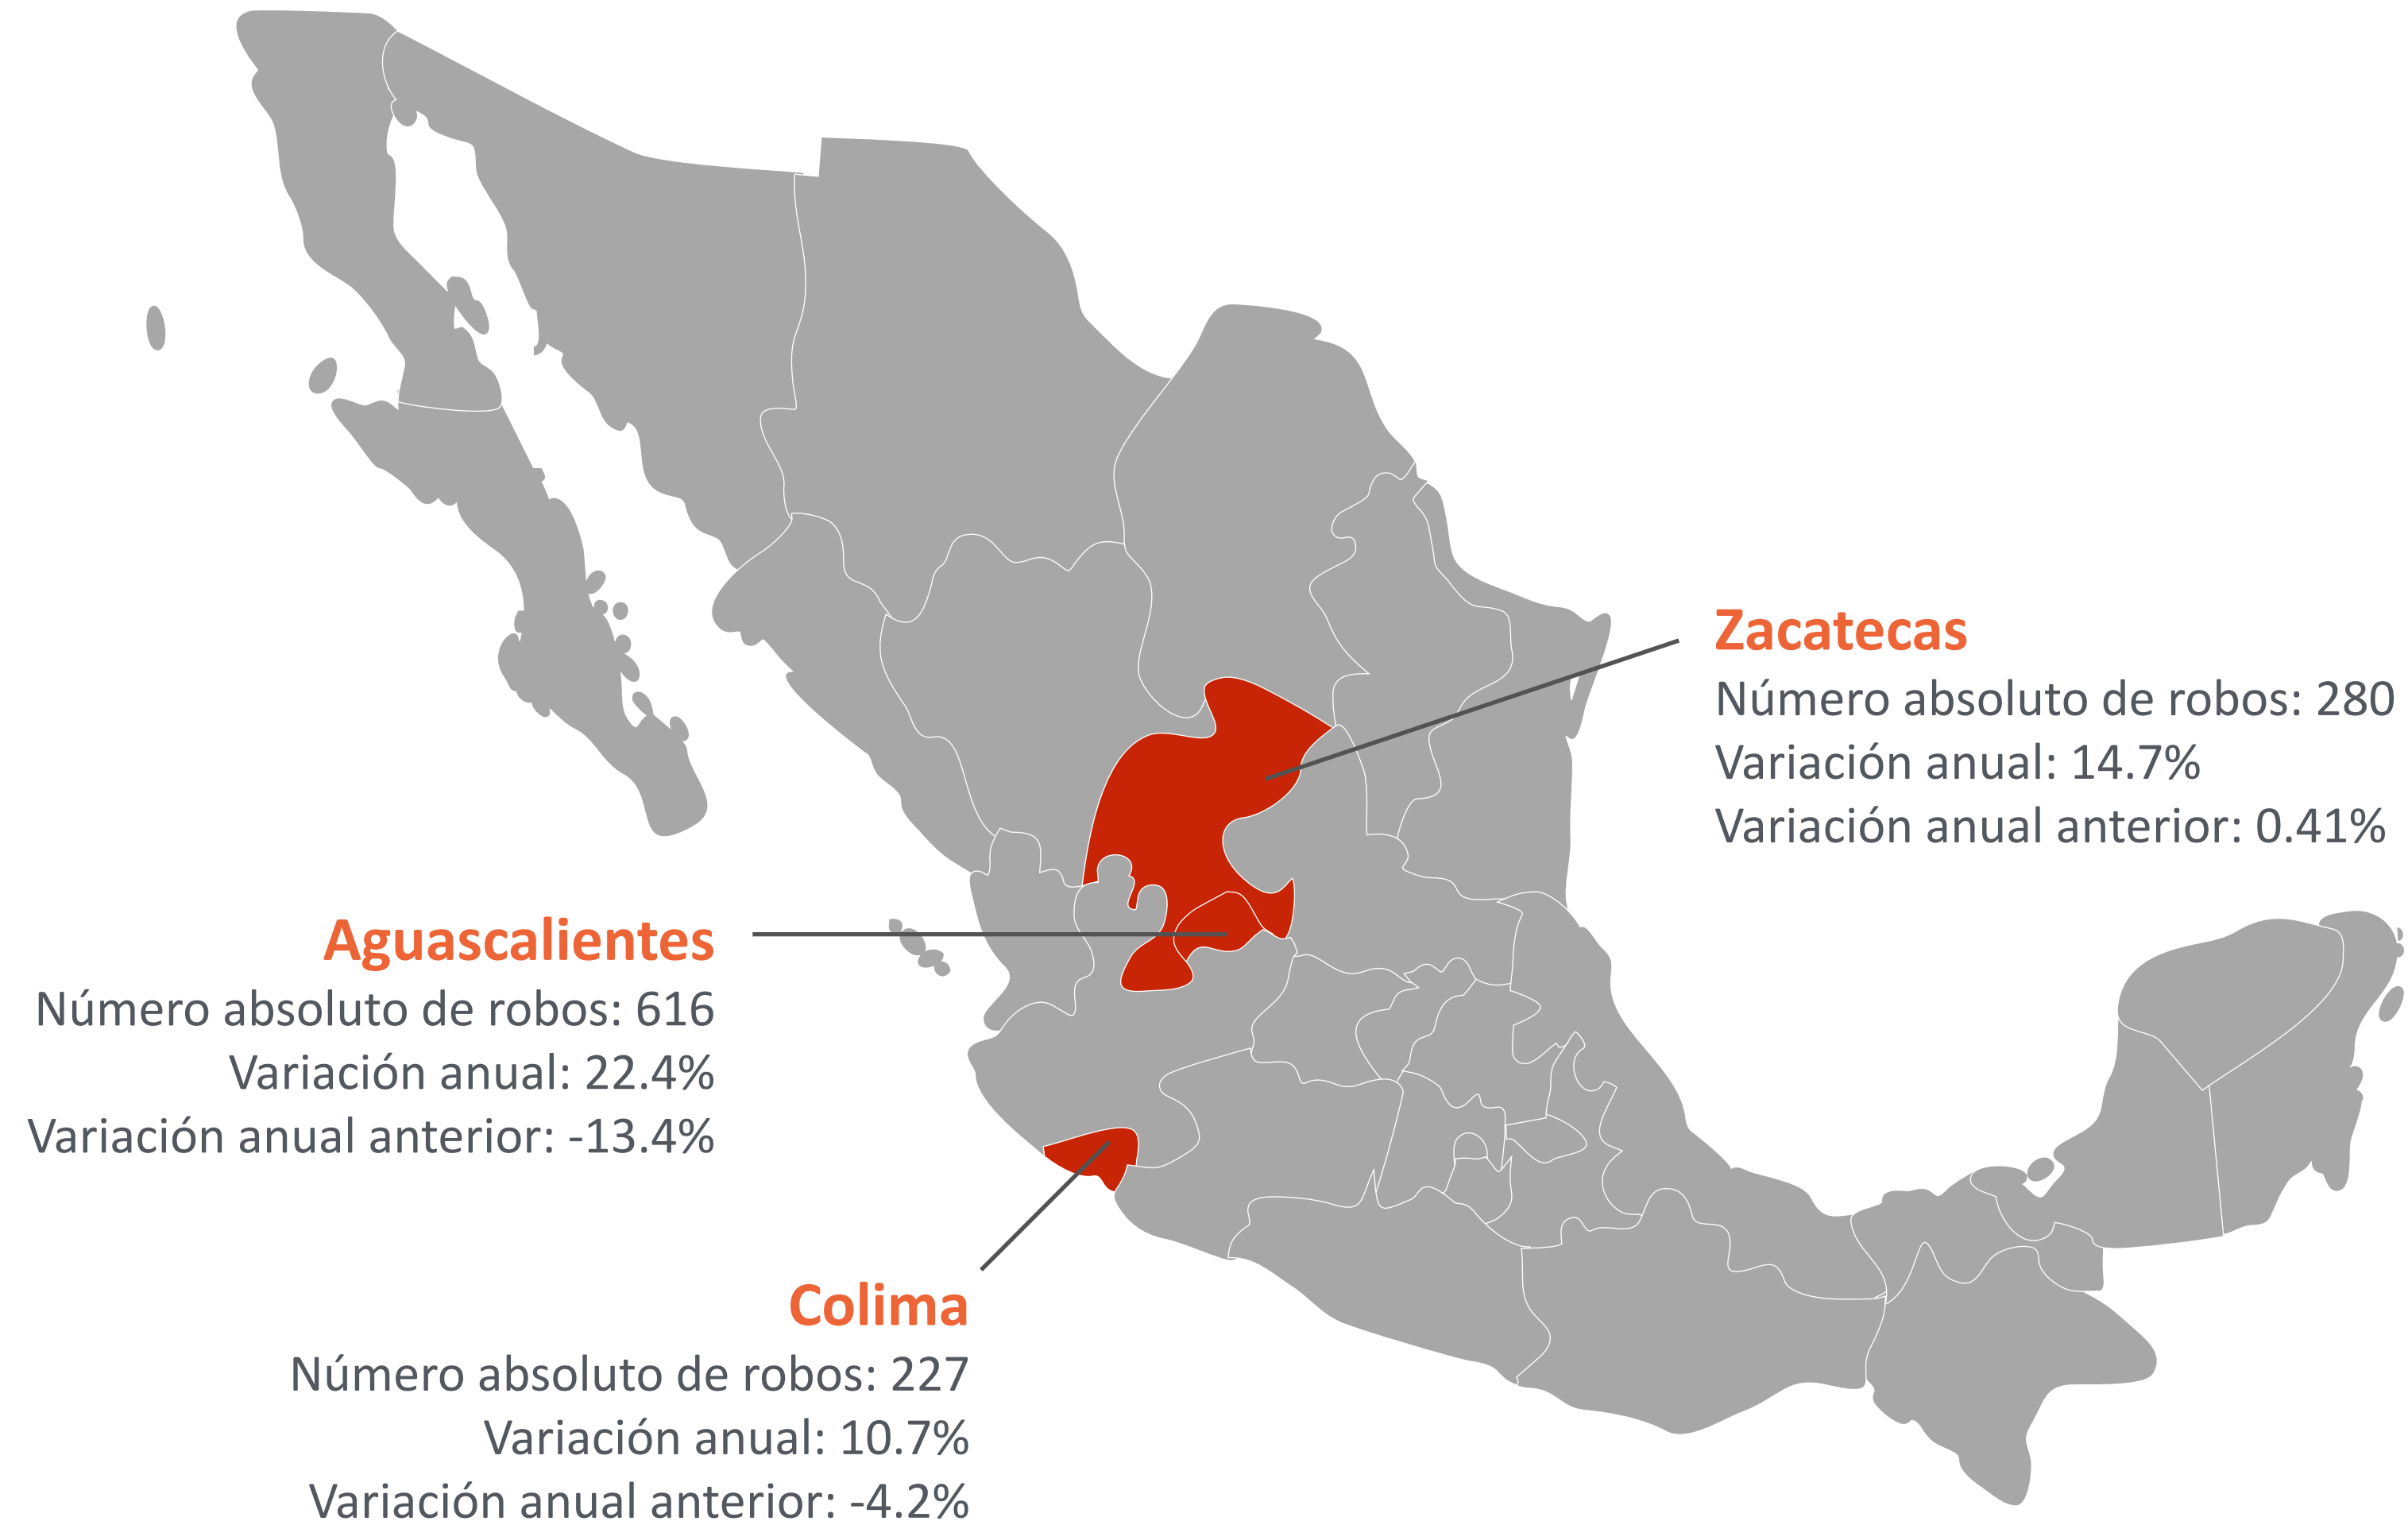 Zacatecas
Número absoluto de robos: 280
Variación anual: 14.7%
Variación anual anterior: 0.41%
Aguascalientes
Número absoluto de robos: 616
Variación anual: 22.4%
Variación anual anterior: -13.4%
Colima
Número absoluto de robos: 227
Variación anual: 10.7%
Variación anual anterior: -4.2%